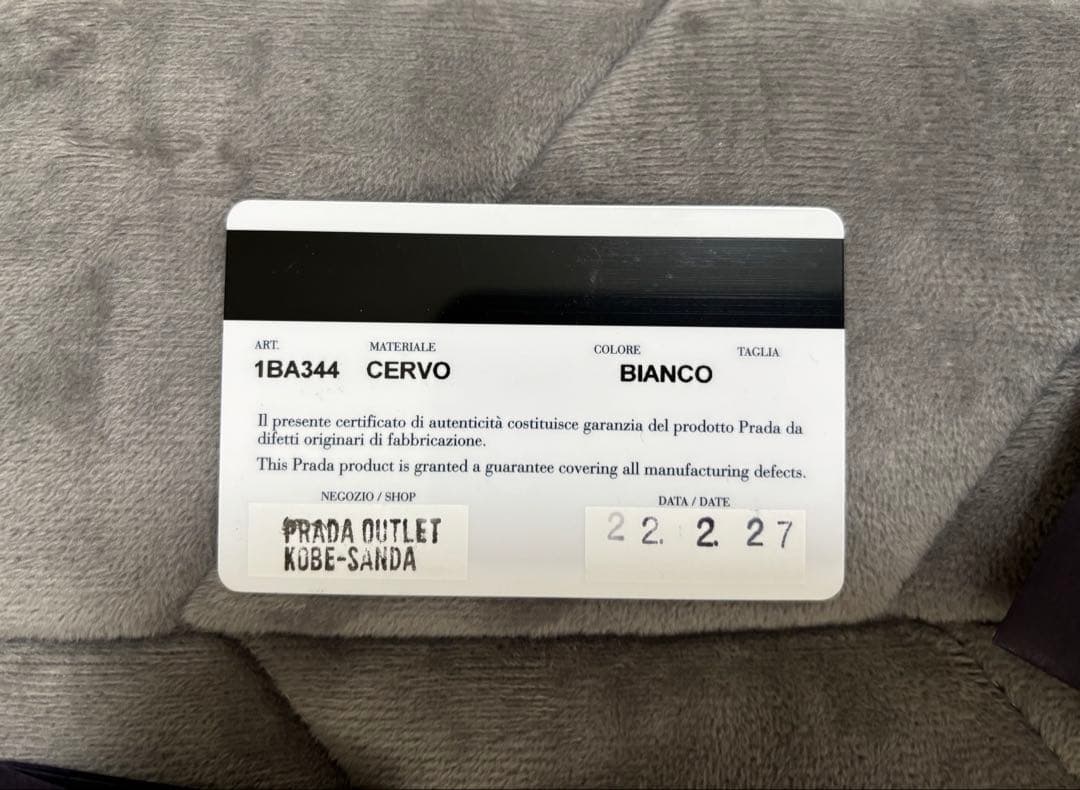 ART. MATERIALE COLORE TAGLIA
1BA344 CERVO BIANCO
Il presente certificato di autenticità costituisce garanzia del prodotto Prada da
difetti originari di fabbricazione.
This Prada product is granted a guarantee covering all manufacturing defects.
NEGOZIO / SHOP DATA / DATE
PRADA OUTLET
KOBE-SANDA
22. 2. 27